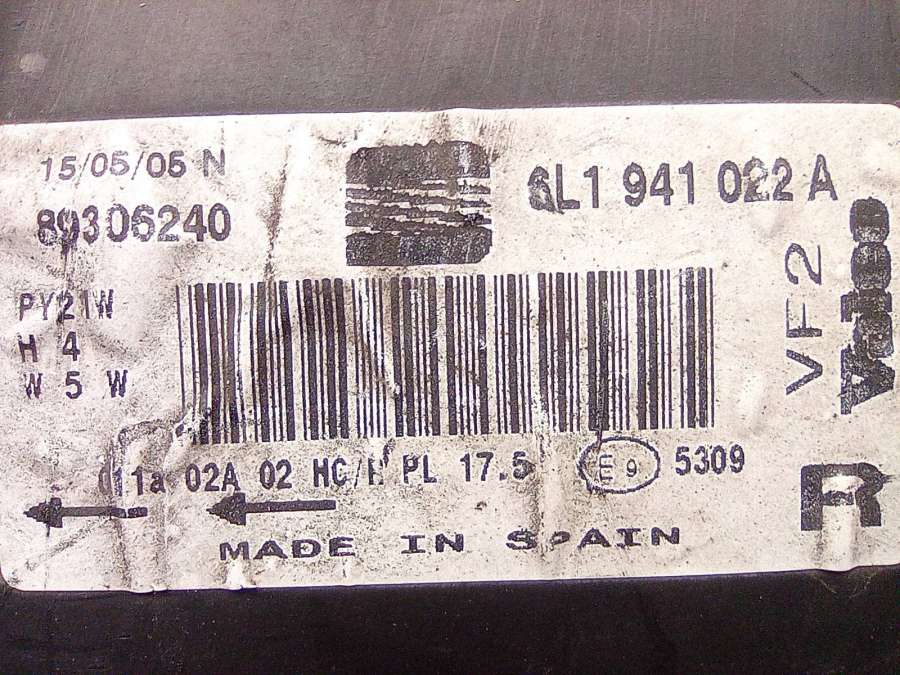 15/05/05 N
6L1 941 022 A
89306240
PY21W
H 4
W 5 W
VF2
Valeo
11a 02A 02 HC/R PL 17.5
E 9
5309
R
MADE IN SPAIN